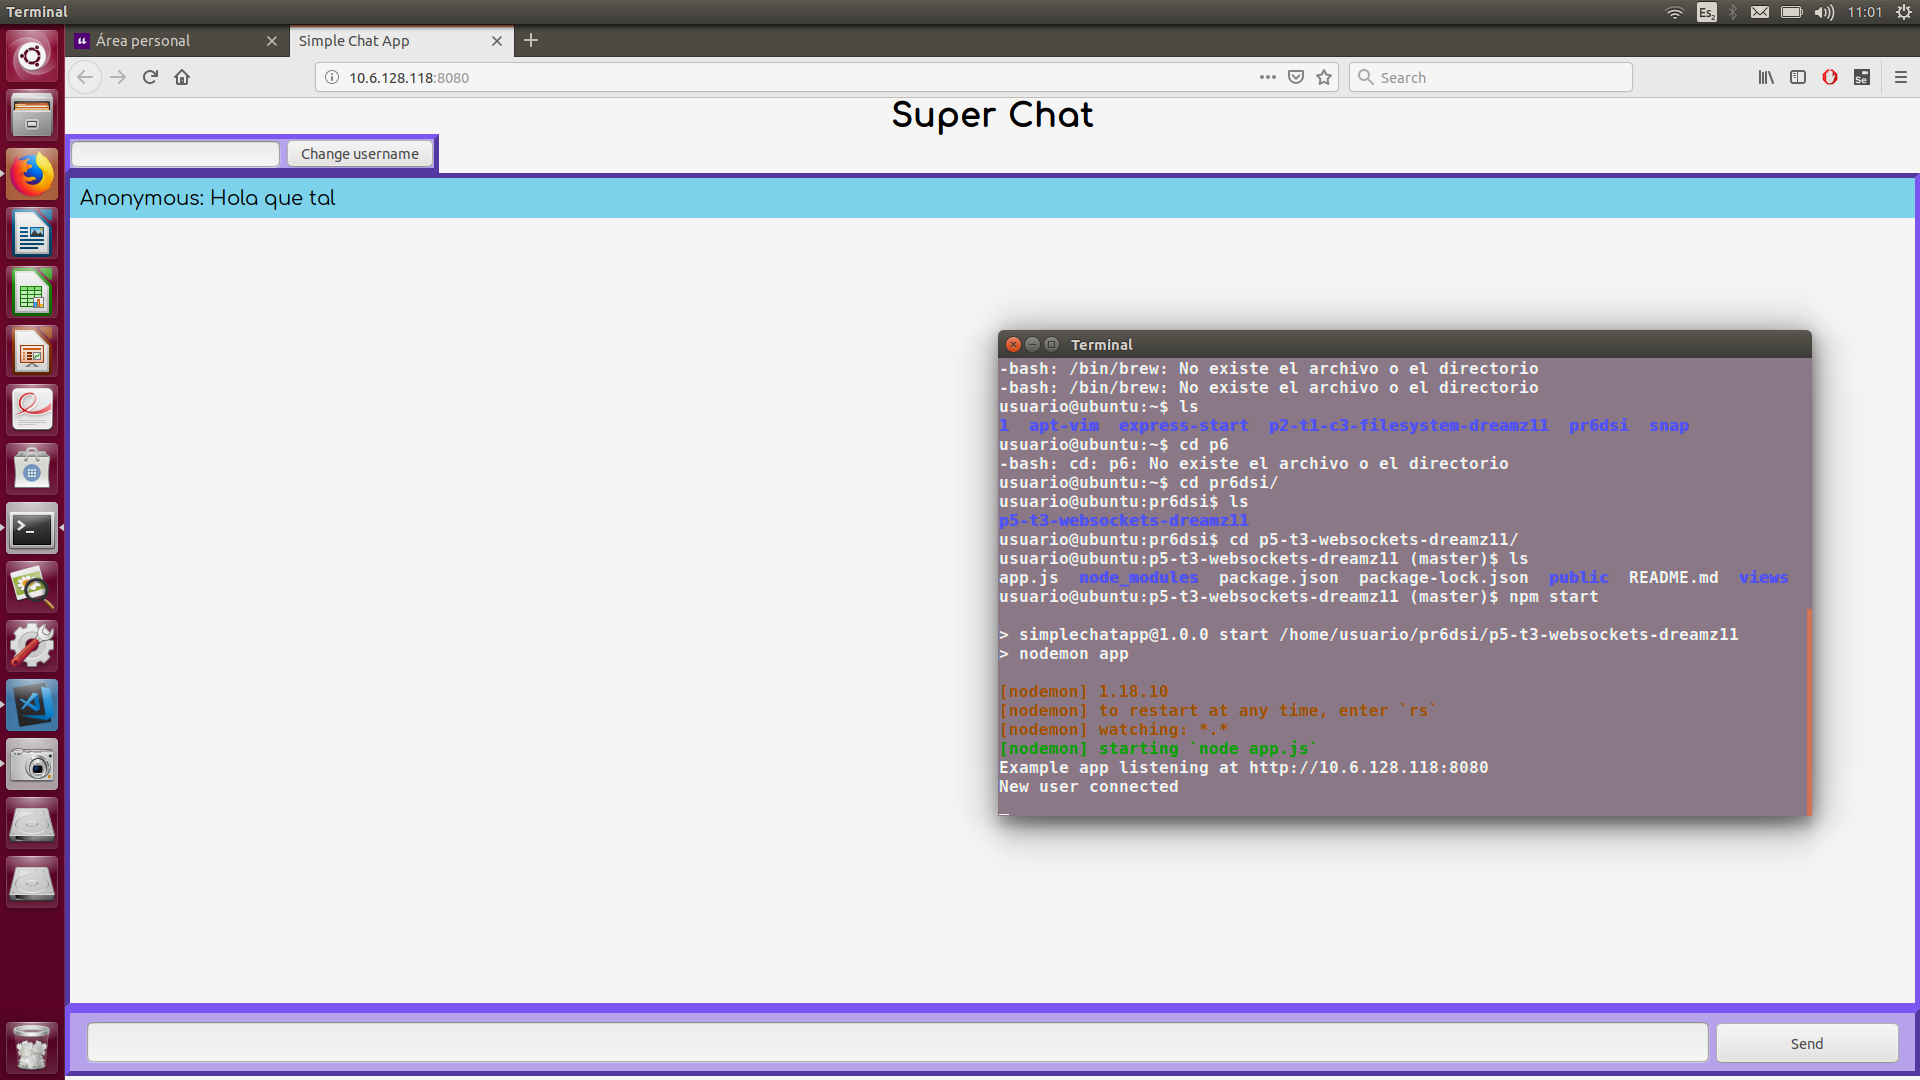 Terminal
Es2
11:01
Área personal
Simple Chat App
10.6.128.118:8080
Search
Se
Super Chat
Change username
Anonymous: Hola que tal
Terminal
-bash: /bin/brew: No existe el archivo o el directorio
-bash: /bin/brew: No existe el archivo o el directorio
usuario@ubuntu:~$ ls
1  apt-vim  express-start  p2-t1-c3-filesystem-dreamz11  pr6dsi  snap
usuario@ubuntu:~$ cd p6
-bash: cd: p6: No existe el archivo o el directorio
usuario@ubuntu:~$ cd pr6dsi/
usuario@ubuntu:pr6dsi$ ls
p5-t3-websockets-dreamz11
usuario@ubuntu:pr6dsi$ cd p5-t3-websockets-dreamz11/
usuario@ubuntu:p5-t3-websockets-dreamz11 (master)$ ls
app.js  node_modules  package.json  package-lock.json  public  README.md  views
usuario@ubuntu:p5-t3-websockets-dreamz11 (master)$ npm start
> simplechatapp@1.0.0 start /home/usuario/pr6dsi/p5-t3-websockets-dreamz11
> nodemon app
[nodemon] 1.18.10
[nodemon] to restart at any time, enter `rs`
[nodemon] watching: *.*
[nodemon] starting `node app.js`
Example app listening at http://10.6.128.118:8080
New user connected
Send